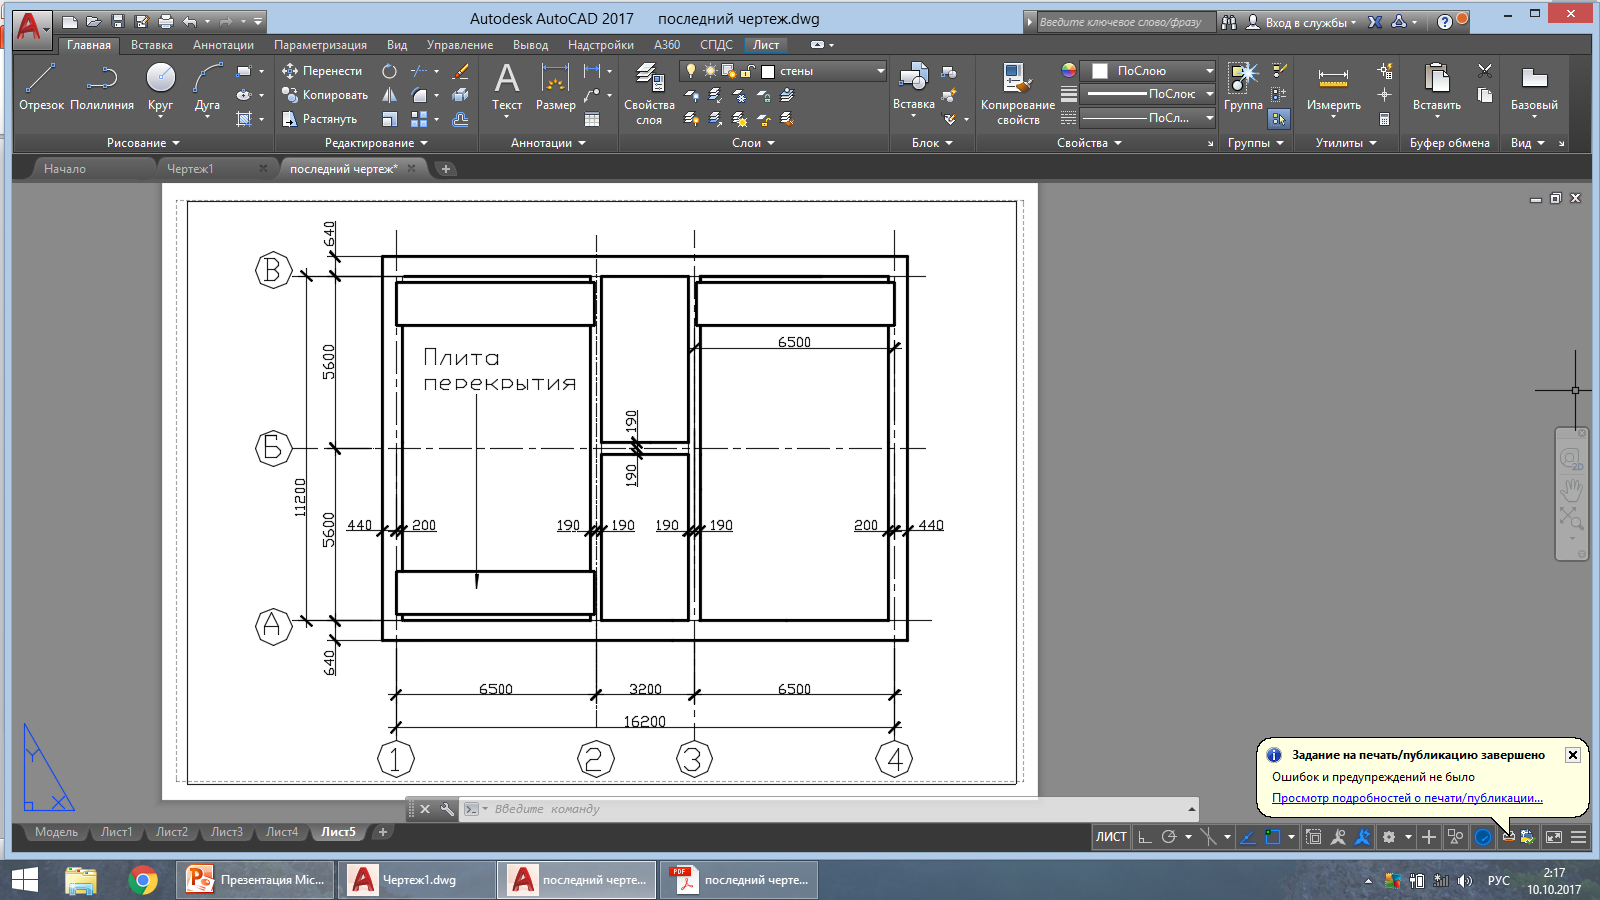 Autodesk AutoCAD 2017 последний чертеж.dwg
Введите ключевое слово/фразу
Вход в службы
Главная Вставка Аннотации Параметризация Вид Управление Вывод Надстройки A360 СПДС Лист
Отрезок Полилиния Круг Дуга
Перенести
Копировать
Растянуть
Текст Размер
Свойства слоя
стены
Вставка
Копирование свойств
ПоСлою
ПоСлою
ПоСл...
Группа
Измерить
Вставить
Базовый
Рисование Редактирование Аннотации Слои Блок Свойства Группы Утилиты Буфер обмена Вид
Начало Чертеж1 последний чертеж*
640
В
5600
6500
Плита
перекрытия
190
Б
190
11200
5600
440 200 190 190 190 190 200 440
А
640
6500 3200 6500
16200
1 2 3 4
2D
Y
X
Задание на печать/публикацию завершено
Ошибок и предупреждений не было
Просмотр подробностей о печати/публикации...
Введите команду
Модель Лист1 Лист2 Лист3 Лист4 Лист5
ЛИСТ
Презентация Mic...
Чертеж1.dwg
последний черте...
PDF
последний черте...
РУС
2:17
10.10.2017